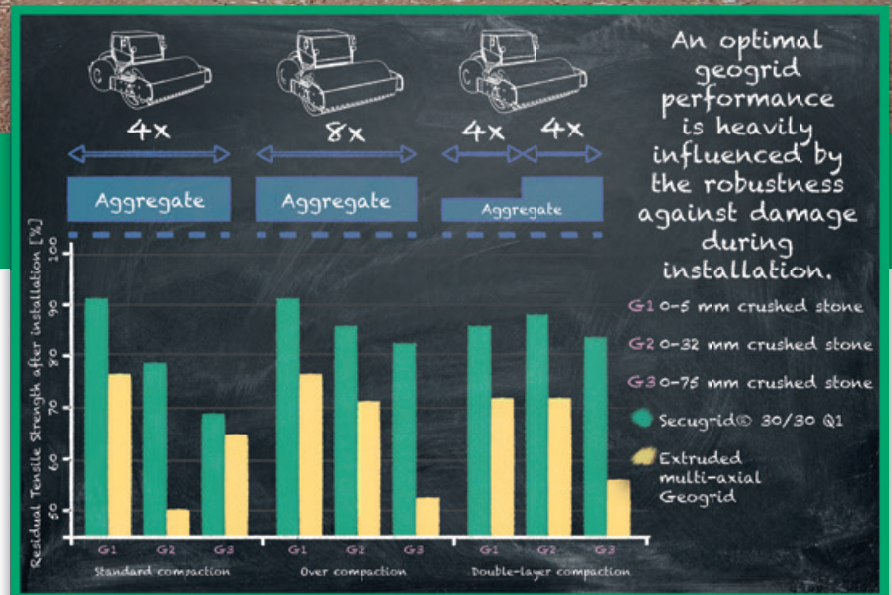 4x
8x
4x 4x
Aggregate
Aggregate
Aggregate
An optimal
geogrid
performance
is heavily
influenced by
the robustness
against damage
during
installation.
Residual Tensile Strength after installation [%]
100
90
80
70
60
50
G1 0-5 mm crushed stone
G2 0-32 mm crushed stone
G3 0-75 mm crushed stone
Secugrid® 30/30 Q1
Extruded
multi-axial
Geogrid
G1 G2 G3 G1 G2 G3 G1 G2 G3
Standard compaction Over compaction Double-layer compaction